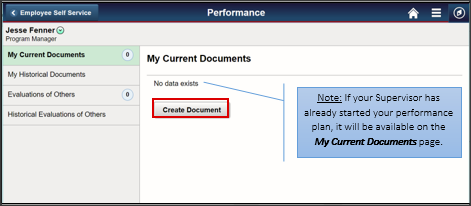 Employee Self Service
Performance
Jesse Fenner
Program Manager
My Current Documents 0
My Historical Documents
Evaluations of Others 0
Historical Evaluations of Others
My Current Documents
No data exists
Create Document
Note: If your Supervisor has
already started your performance
plan, it will be available on the
My Current Documents page.